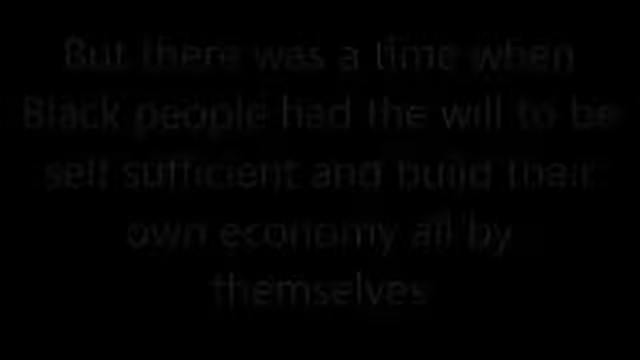 But there was a time when
Black people had the will to be
self sufficient and build their
own economy all by
themselves